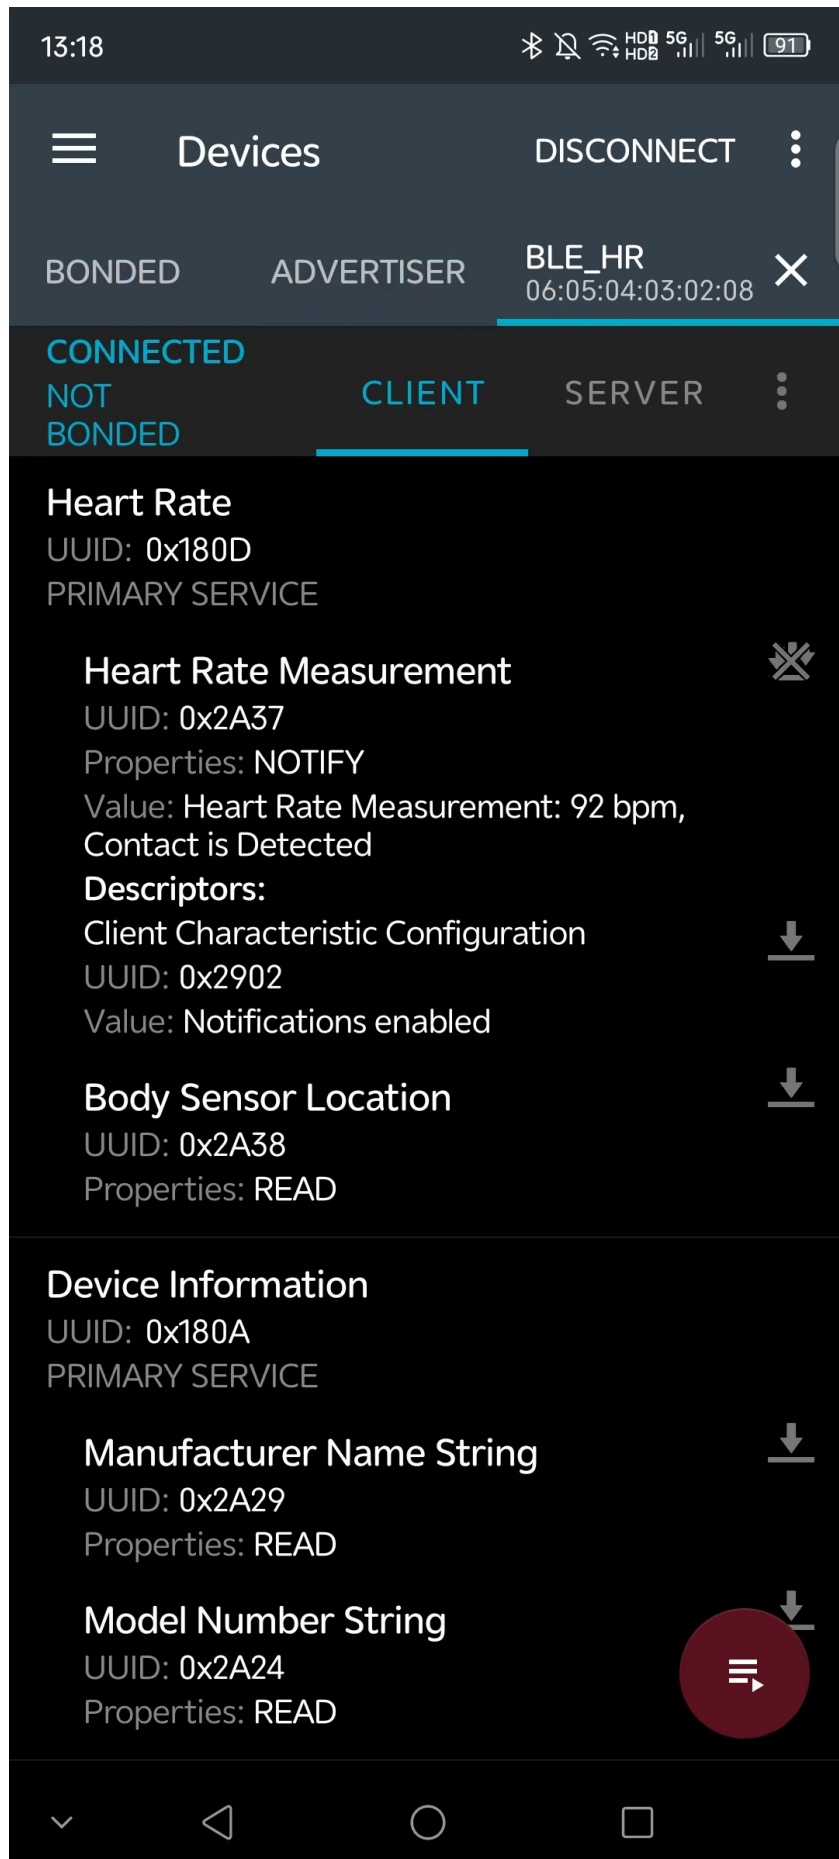 13:18
HD1 HD2 5G 5G 91
Devices DISCONNECT
BONDED ADVERTISER BLE_HR
06:05:04:03:02:08
CONNECTED
NOT
BONDED
CLIENT SERVER
Heart Rate
UUID: 0x180D
PRIMARY SERVICE
Heart Rate Measurement
UUID: 0x2A37
Properties: NOTIFY
Value: Heart Rate Measurement: 92 bpm,
Contact is Detected
Descriptors:
Client Characteristic Configuration
UUID: 0x2902
Value: Notifications enabled
Body Sensor Location
UUID: 0x2A38
Properties: READ
Device Information
UUID: 0x180A
PRIMARY SERVICE
Manufacturer Name String
UUID: 0x2A29
Properties: READ
Model Number String
UUID: 0x2A24
Properties: READ